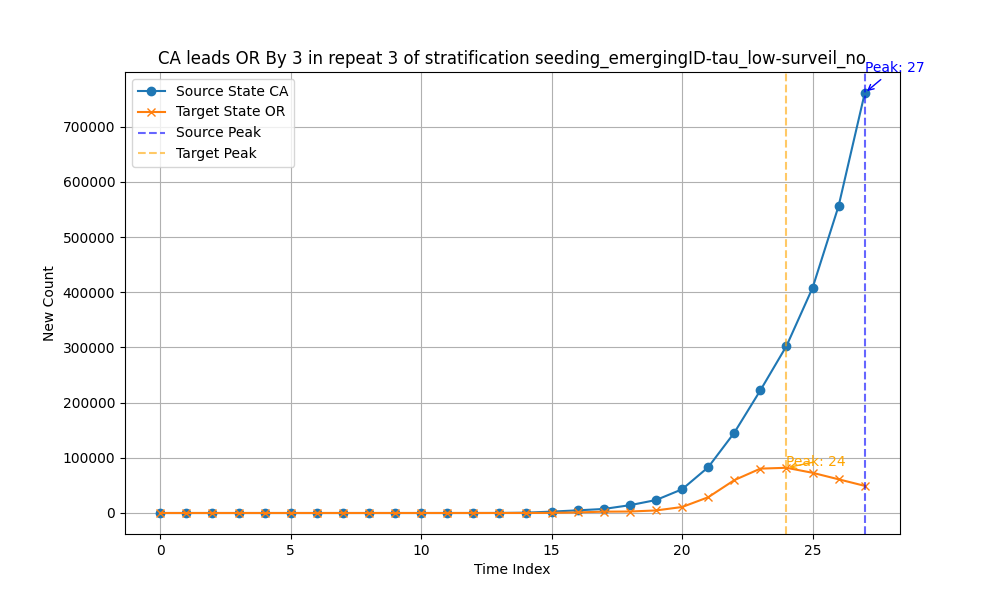 CA leads OR By 3 in repeat 3 of stratification seeding_emergingID-tau_low-surveil_no
Peak: 27
Source State CA
Target State OR
Source Peak
Target Peak
700000
600000
500000
400000
300000
200000
100000
0
New Count
Peak: 24
0
5
10
15
20
25
Time Index